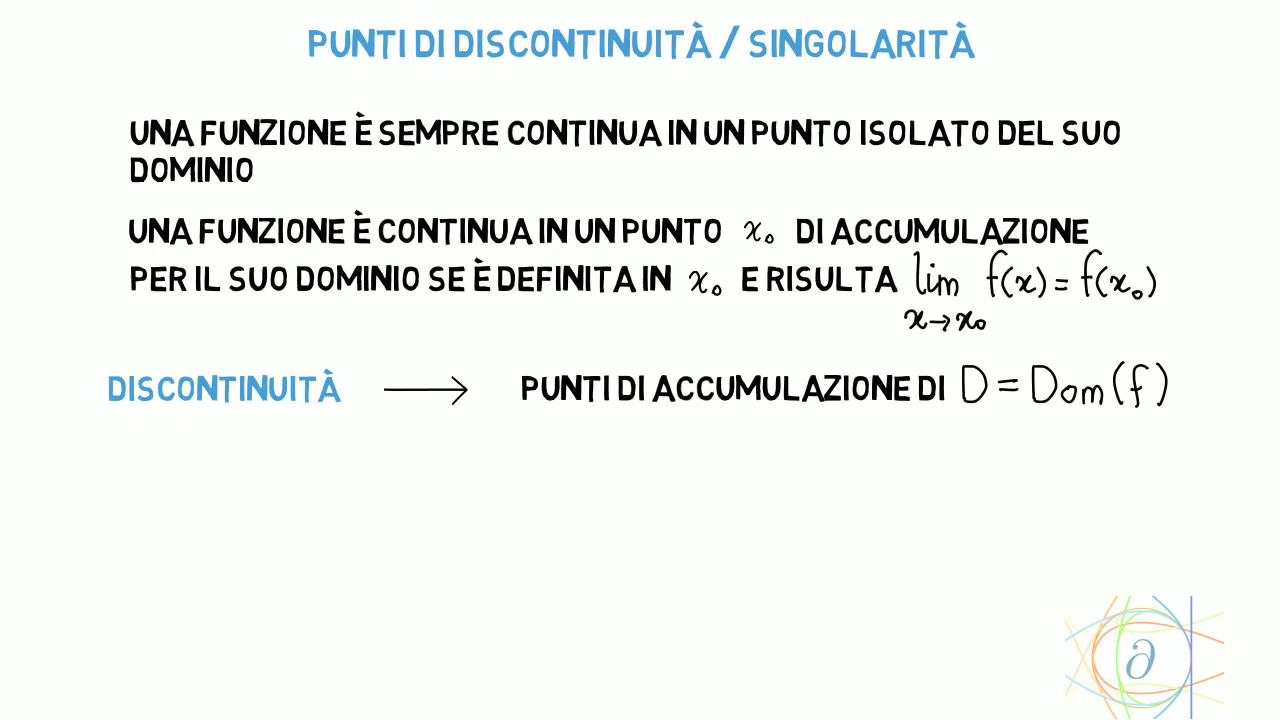 PUNTI DI DISCONTINUITÀ / SINGOLARITÀ
UNA FUNZIONE È SEMPRE CONTINUA IN UN PUNTO ISOLATO DEL SUO
DOMINIO
UNA FUNZIONE È CONTINUA IN UN PUNTO x₀ DI ACCUMULAZIONE
PER IL SUO DOMINIO SE È DEFINITA IN x₀ E RISULTA lim f(x) = f(x₀)
x→x₀
DISCONTINUITÀ → PUNTI DI ACCUMULAZIONE DI D = Dom(f)
∂